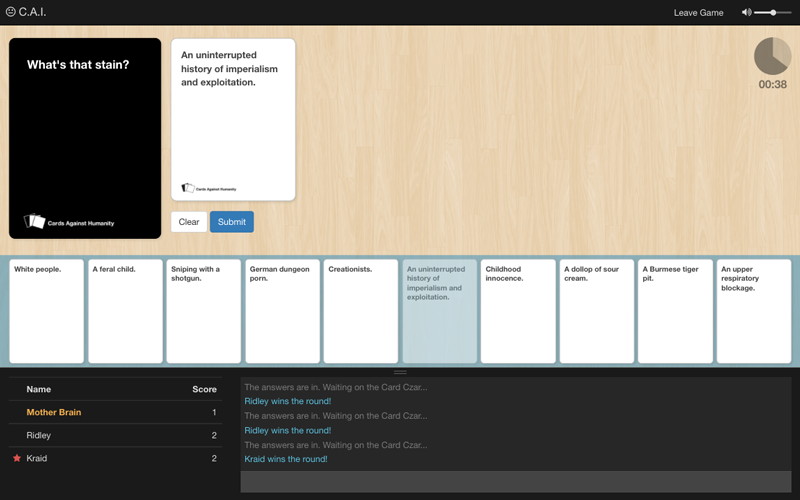 C.A.I.
Leave Game
What's that stain?
Cards Against Humanity
An uninterrupted
history of imperialism
and exploitation.
Cards Against Humanity
00:38
Clear
Submit
White people.
A feral child.
Sniping with a
shotgun.
German dungeon
porn.
Creationists.
An uninterrupted
history of
imperialism and
exploitation.
Childhood
innocence.
A dollop of sour
cream.
A Burmese tiger
pit.
An upper
respiratory
blockage.
Name Score
Mother Brain 1
Ridley 2
Kraid 2
The answers are in. Waiting on the Card Czar...
Ridley wins the round!
The answers are in. Waiting on the Card Czar...
Ridley wins the round!
The answers are in. Waiting on the Card Czar...
Kraid wins the round!